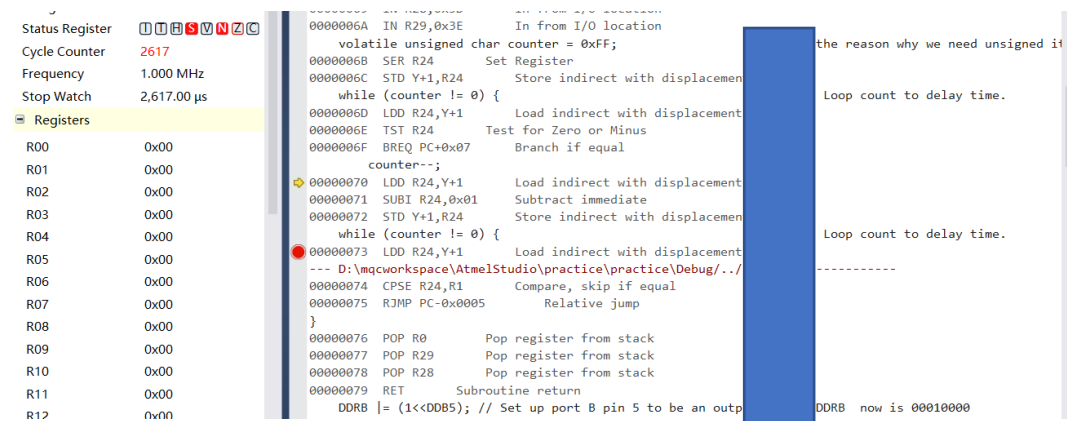 Status Register I T H S V N Z C
Cycle Counter 2617
Frequency 1.000 MHz
Stop Watch 2,617.00 µs
Registers
R00 0x00
R01 0x00
R02 0x00
R03 0x00
R04 0x00
R05 0x00
R06 0x00
R07 0x00
R08 0x00
R09 0x00
R10 0x00
R11 0x00
R12 0x00
0000006A IN R29,0x3E In from I/O location
volatile unsigned char counter = 0xFF; the reason why we need unsigned it
0000006B SER R24 Set Register
0000006C STD Y+1,R24 Store indirect with displacemen
while (counter != 0) { Loop count to delay time.
0000006D LDD R24,Y+1 Load indirect with displacement
0000006E TST R24 Test for Zero or Minus
0000006F BREQ PC+0x07 Branch if equal
counter--;
00000070 LDD R24,Y+1 Load indirect with displacement
00000071 SUBI R24,0x01 Subtract immediate
00000072 STD Y+1,R24 Store indirect with displacemen
while (counter != 0) { Loop count to delay time.
00000073 LDD R24,Y+1 Load indirect with displacement
--- D:\mqcworkspace\AtmelStudio\practice\practice\Debug/../ -----------
00000074 CPSE R24,R1 Compare, skip if equal
00000075 RJMP PC-0x0005 Relative jump
}
00000076 POP R0 Pop register from stack
00000077 POP R29 Pop register from stack
00000078 POP R28 Pop register from stack
00000079 RET Subroutine return
DDRB |= (1<<DDB5); // Set up port B pin 5 to be an outp DDRB now is 00010000